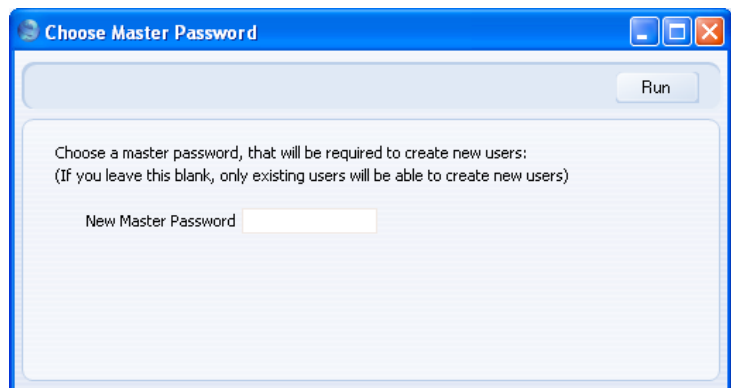 Choose Master Password
Run
Choose a master password, that will be required to create new users:
(If you leave this blank, only existing users will be able to create new users)
New Master Password